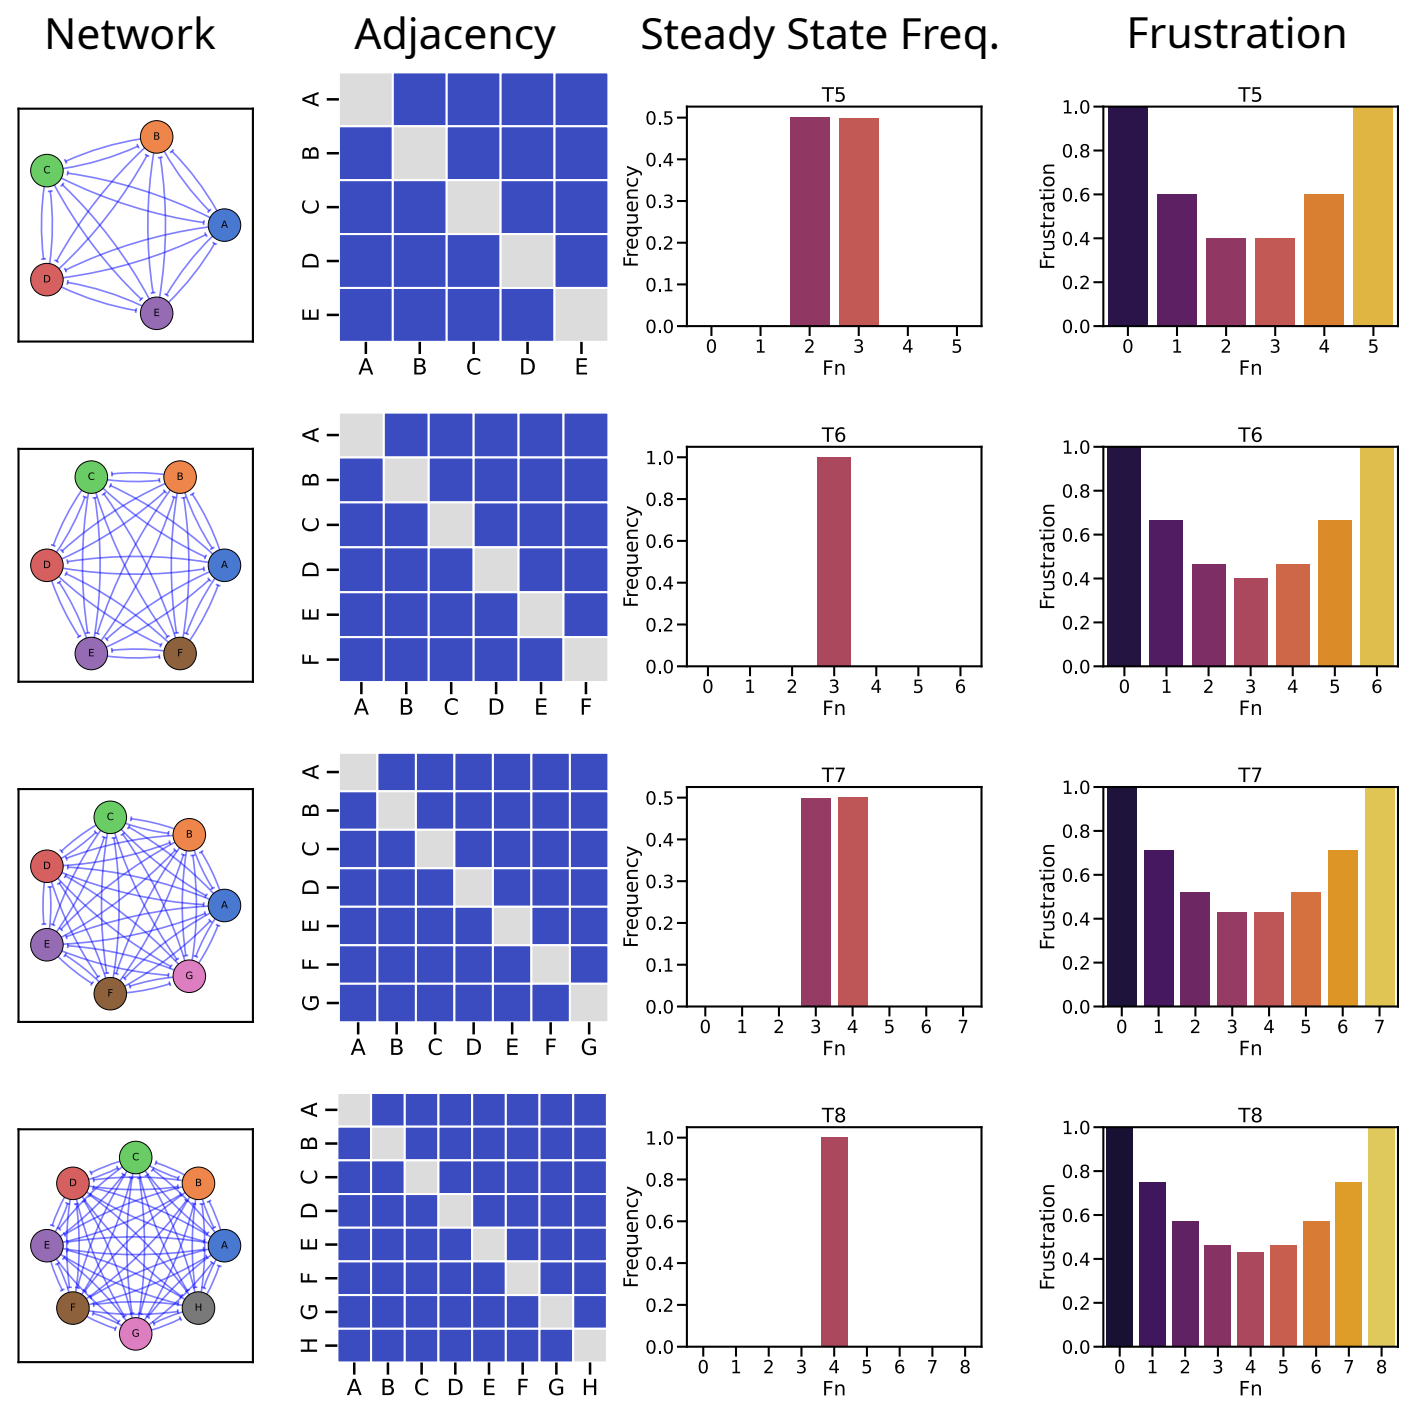 Network Adjacency Steady State Freq. Frustration
B
C
A
D
E
A
B
C
D
E
A B C D E
T5
Frequency
0.5
0.4
0.3
0.2
0.1
0.0
0 1 2 3 4 5
Fn
T5
Frustration
1.0
0.8
0.6
0.4
0.2
0.0
0 1 2 3 4 5
Fn
C B
D A
E F
A
B
C
D
E
F
A B C D E F
T6
Frequency
1.0
0.8
0.6
0.4
0.2
0.0
0 1 2 3 4 5 6
Fn
T6
Frustration
1.0
0.8
0.6
0.4
0.2
0.0
0 1 2 3 4 5 6
Fn
C
B
D
A
E
G
F
A
B
C
D
E
F
G
A B C D E F G
T7
Frequency
0.5
0.4
0.3
0.2
0.1
0.0
0 1 2 3 4 5 6 7
Fn
T7
Frustration
1.0
0.8
0.6
0.4
0.2
0.0
0 1 2 3 4 5 6 7
Fn
C
D B
E A
F H
G
A
B
C
D
E
F
G
H
A B C D E F G H
T8
Frequency
1.0
0.8
0.6
0.4
0.2
0.0
0 1 2 3 4 5 6 7 8
Fn
T8
Frustration
1.0
0.8
0.6
0.4
0.2
0.0
0 1 2 3 4 5 6 7 8
Fn